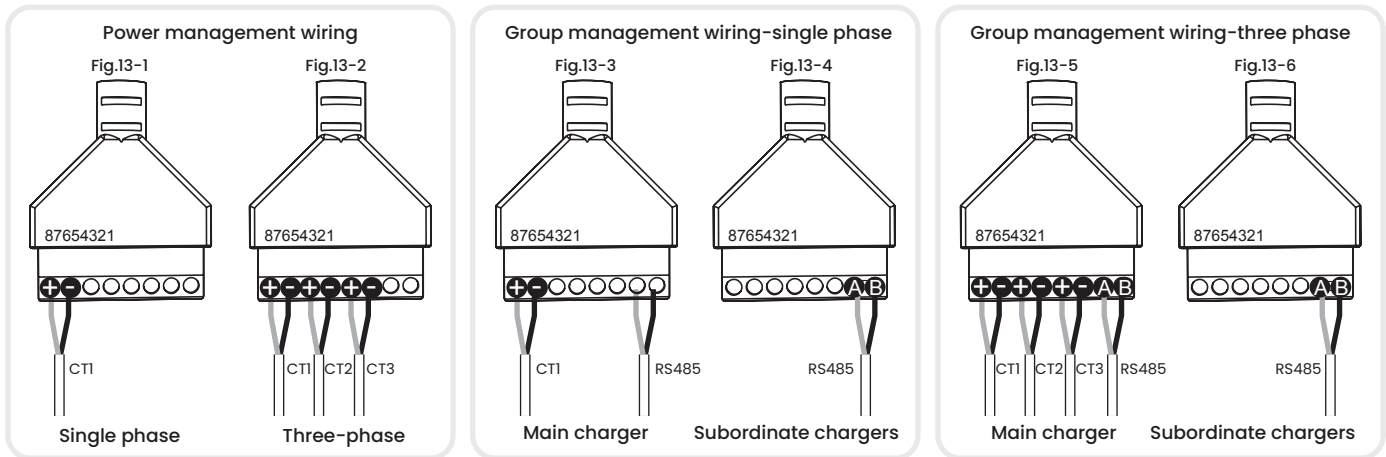 Power management wiring
Fig.13-1
Fig.13-2
87654321
87654321
+ -
+ - + - + -
CT1
CT1 CT2 CT3
Single phase
Three-phase
Group management wiring-single phase
Fig.13-3
Fig.13-4
87654321
87654321
+ -
A B
CT1
RS485
RS485
Main charger
Subordinate chargers
Group management wiring-three phase
Fig.13-5
Fig.13-6
87654321
87654321
+ - + - + - A B
A B
CT1 CT2 CT3 RS485
RS485
Main charger
Subordinate chargers